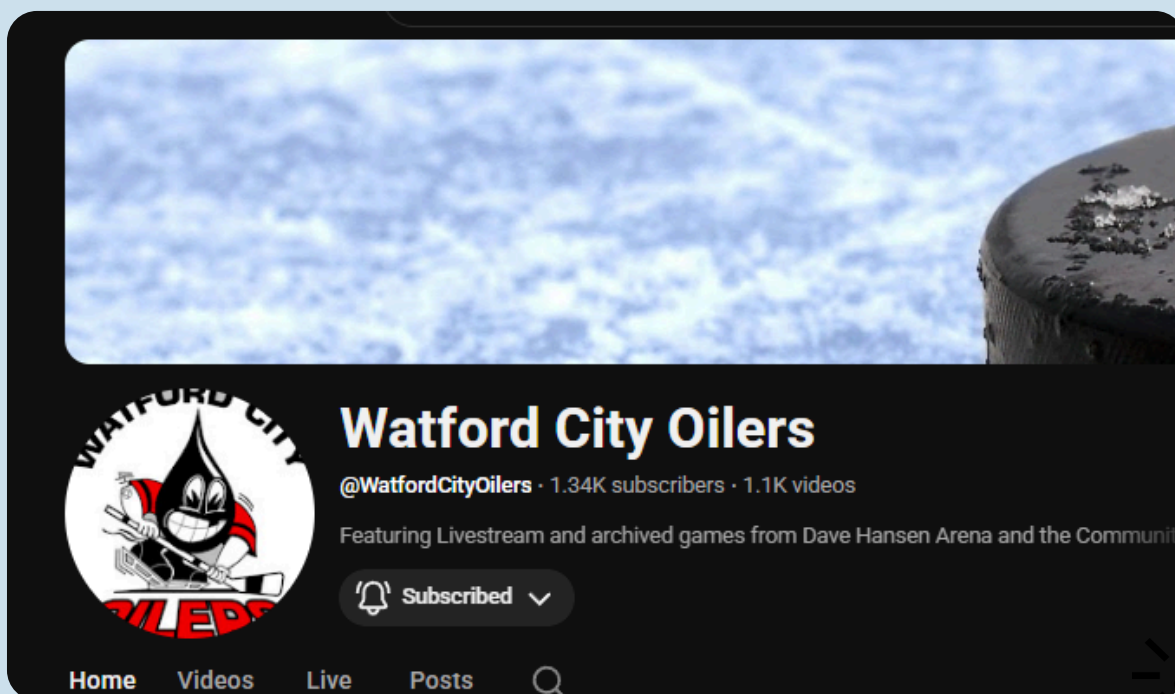 WATFORD CITY
OILERS
Watford City Oilers
@WatfordCityOilers · 1.34K subscribers · 1.1K videos
Featuring Livestream and archived games from Dave Hansen Arena and the
Subscribed
Home Videos Live Posts